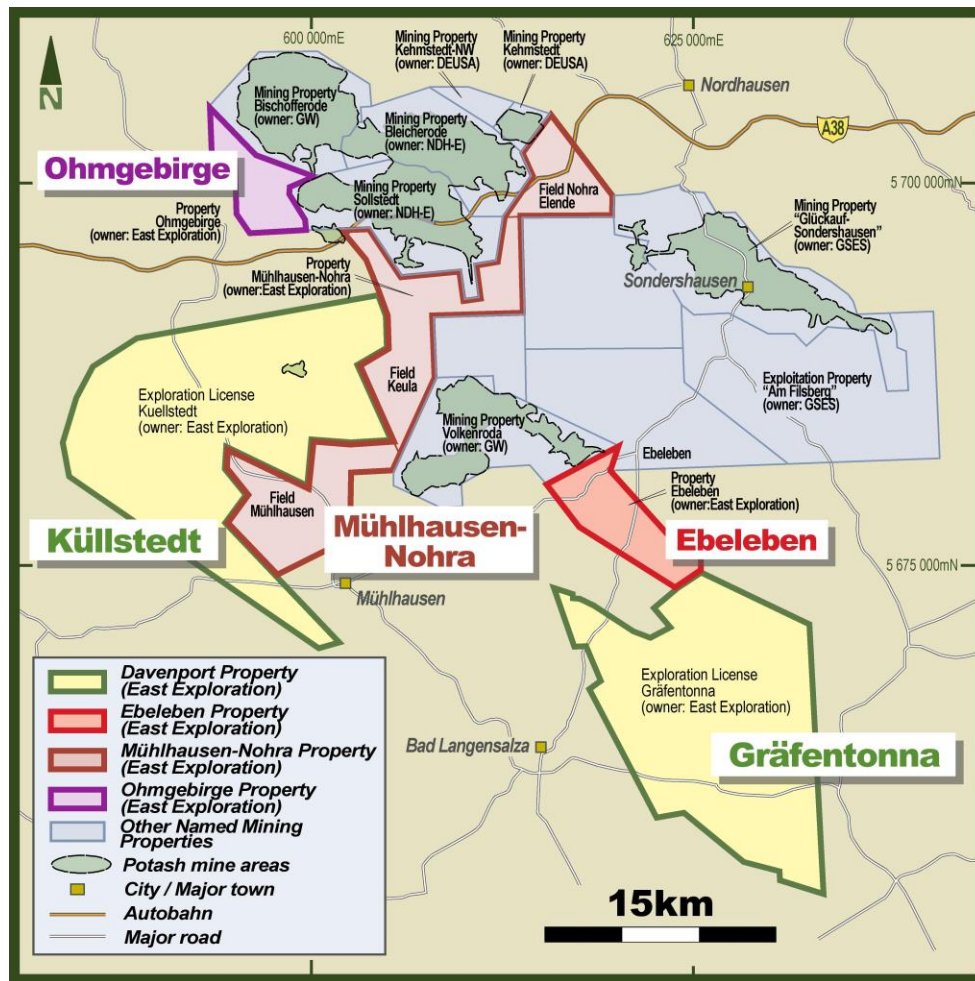 600 000mE
625 000mE
Mining Property
Kehmstedt-NW
(owner: DEUSA)
Mining Property
Kehmstedt
(owner: DEUSA)
N
Nordhausen
A38
Mining Property
Bischofferode
(owner: GW)
Mining Property
Bleicherode
(owner: NDH-E)
Ohmgebirge
Mining Property
Sollstedt
(owner: NDH-E)
Field Nohra
Elende
5 700 000mN
Property
Ohmgebirge
(owner: East Exploration)
Mining Property
“Glückauf-
Sondershausen”
(owner: GSES)
Property
Mühlhausen-Nohra
(owner:East Exploration)
Sondershausen
Field
Keula
Exploration License
Kuellstedt
(owner: East Exploration)
Exploitation Property
“Am Filsberg”
(owner: GSES)
Mining Property
Volkenroda
(owner: GW)
Ebeleben
Property
Ebeleben
(owner:East Exploration)
Field
Mühlhausen
Küllstedt
Mühlhausen-
Nohra
Ebeleben
5 675 000mN
Mühlhausen
Exploration License
Gräfentonna
(owner: East Exploration)
Bad Langensalza
Gräfentonna
Davenport Property
(East Exploration)
Ebeleben Property
(East Exploration)
Mühlhausen-Nohra Property
(East Exploration)
Ohmgebirge Property
(East Exploration)
Other Named Mining
Properties
Potash mine areas
City / Major town
Autobahn
Major road
15km